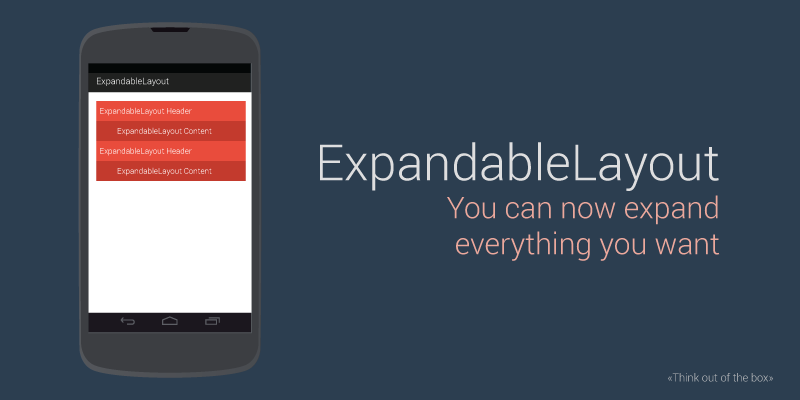 ExpandableLayout
ExpandableLayout Header
ExpandableLayout Content
ExpandableLayout Header
ExpandableLayout Content
ExpandableLayout
You can now expand
everything you want
«Think out of the box»